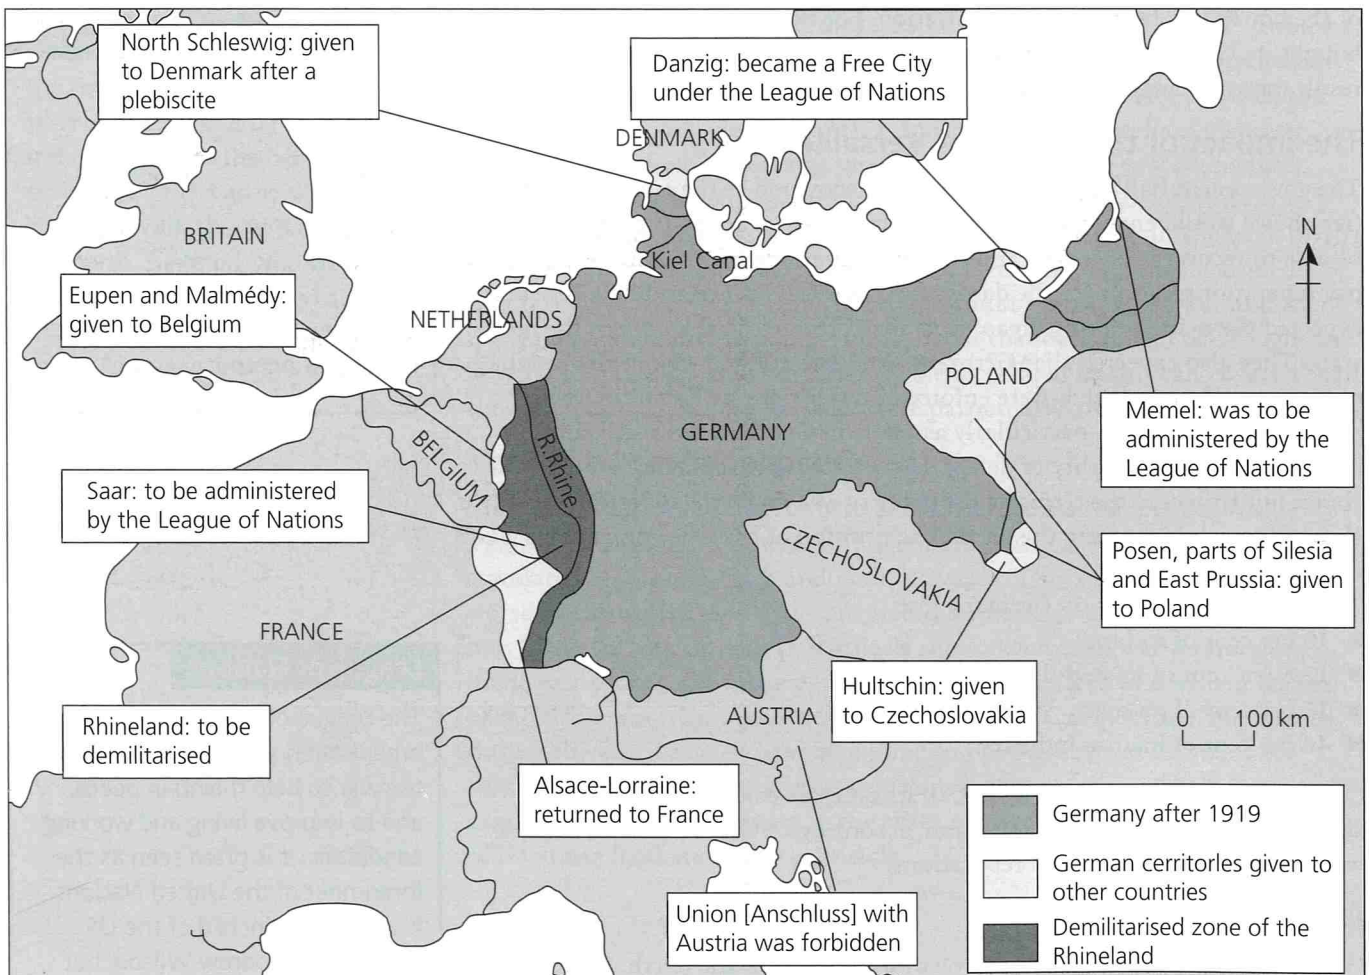 North Schleswig: given
to Denmark after a
plebiscite
Danzig: became a Free City
under the League of Nations
DENMARK
BRITAIN
Kiel Canal
N
Eupen and Malmédy:
given to Belgium
NETHERLANDS
POLAND
Memel: was to be
administered by the
League of Nations
GERMANY
BELGIUM
R.Rhine
Saar: to be administered
by the League of Nations
CZECHOSLOVAKIA
Posen, parts of Silesia
and East Prussia: given
to Poland
FRANCE
Hultschin: given
to Czechoslovakia
Rhineland: to be
demilitarised
AUSTRIA
0 100km
Alsace-Lorraine:
returned to France
Union [Anschluss] with
Austria was forbidden
Germany after 1919
German cerritorles given to
other countries
Demilitarised zone of the
Rhineland